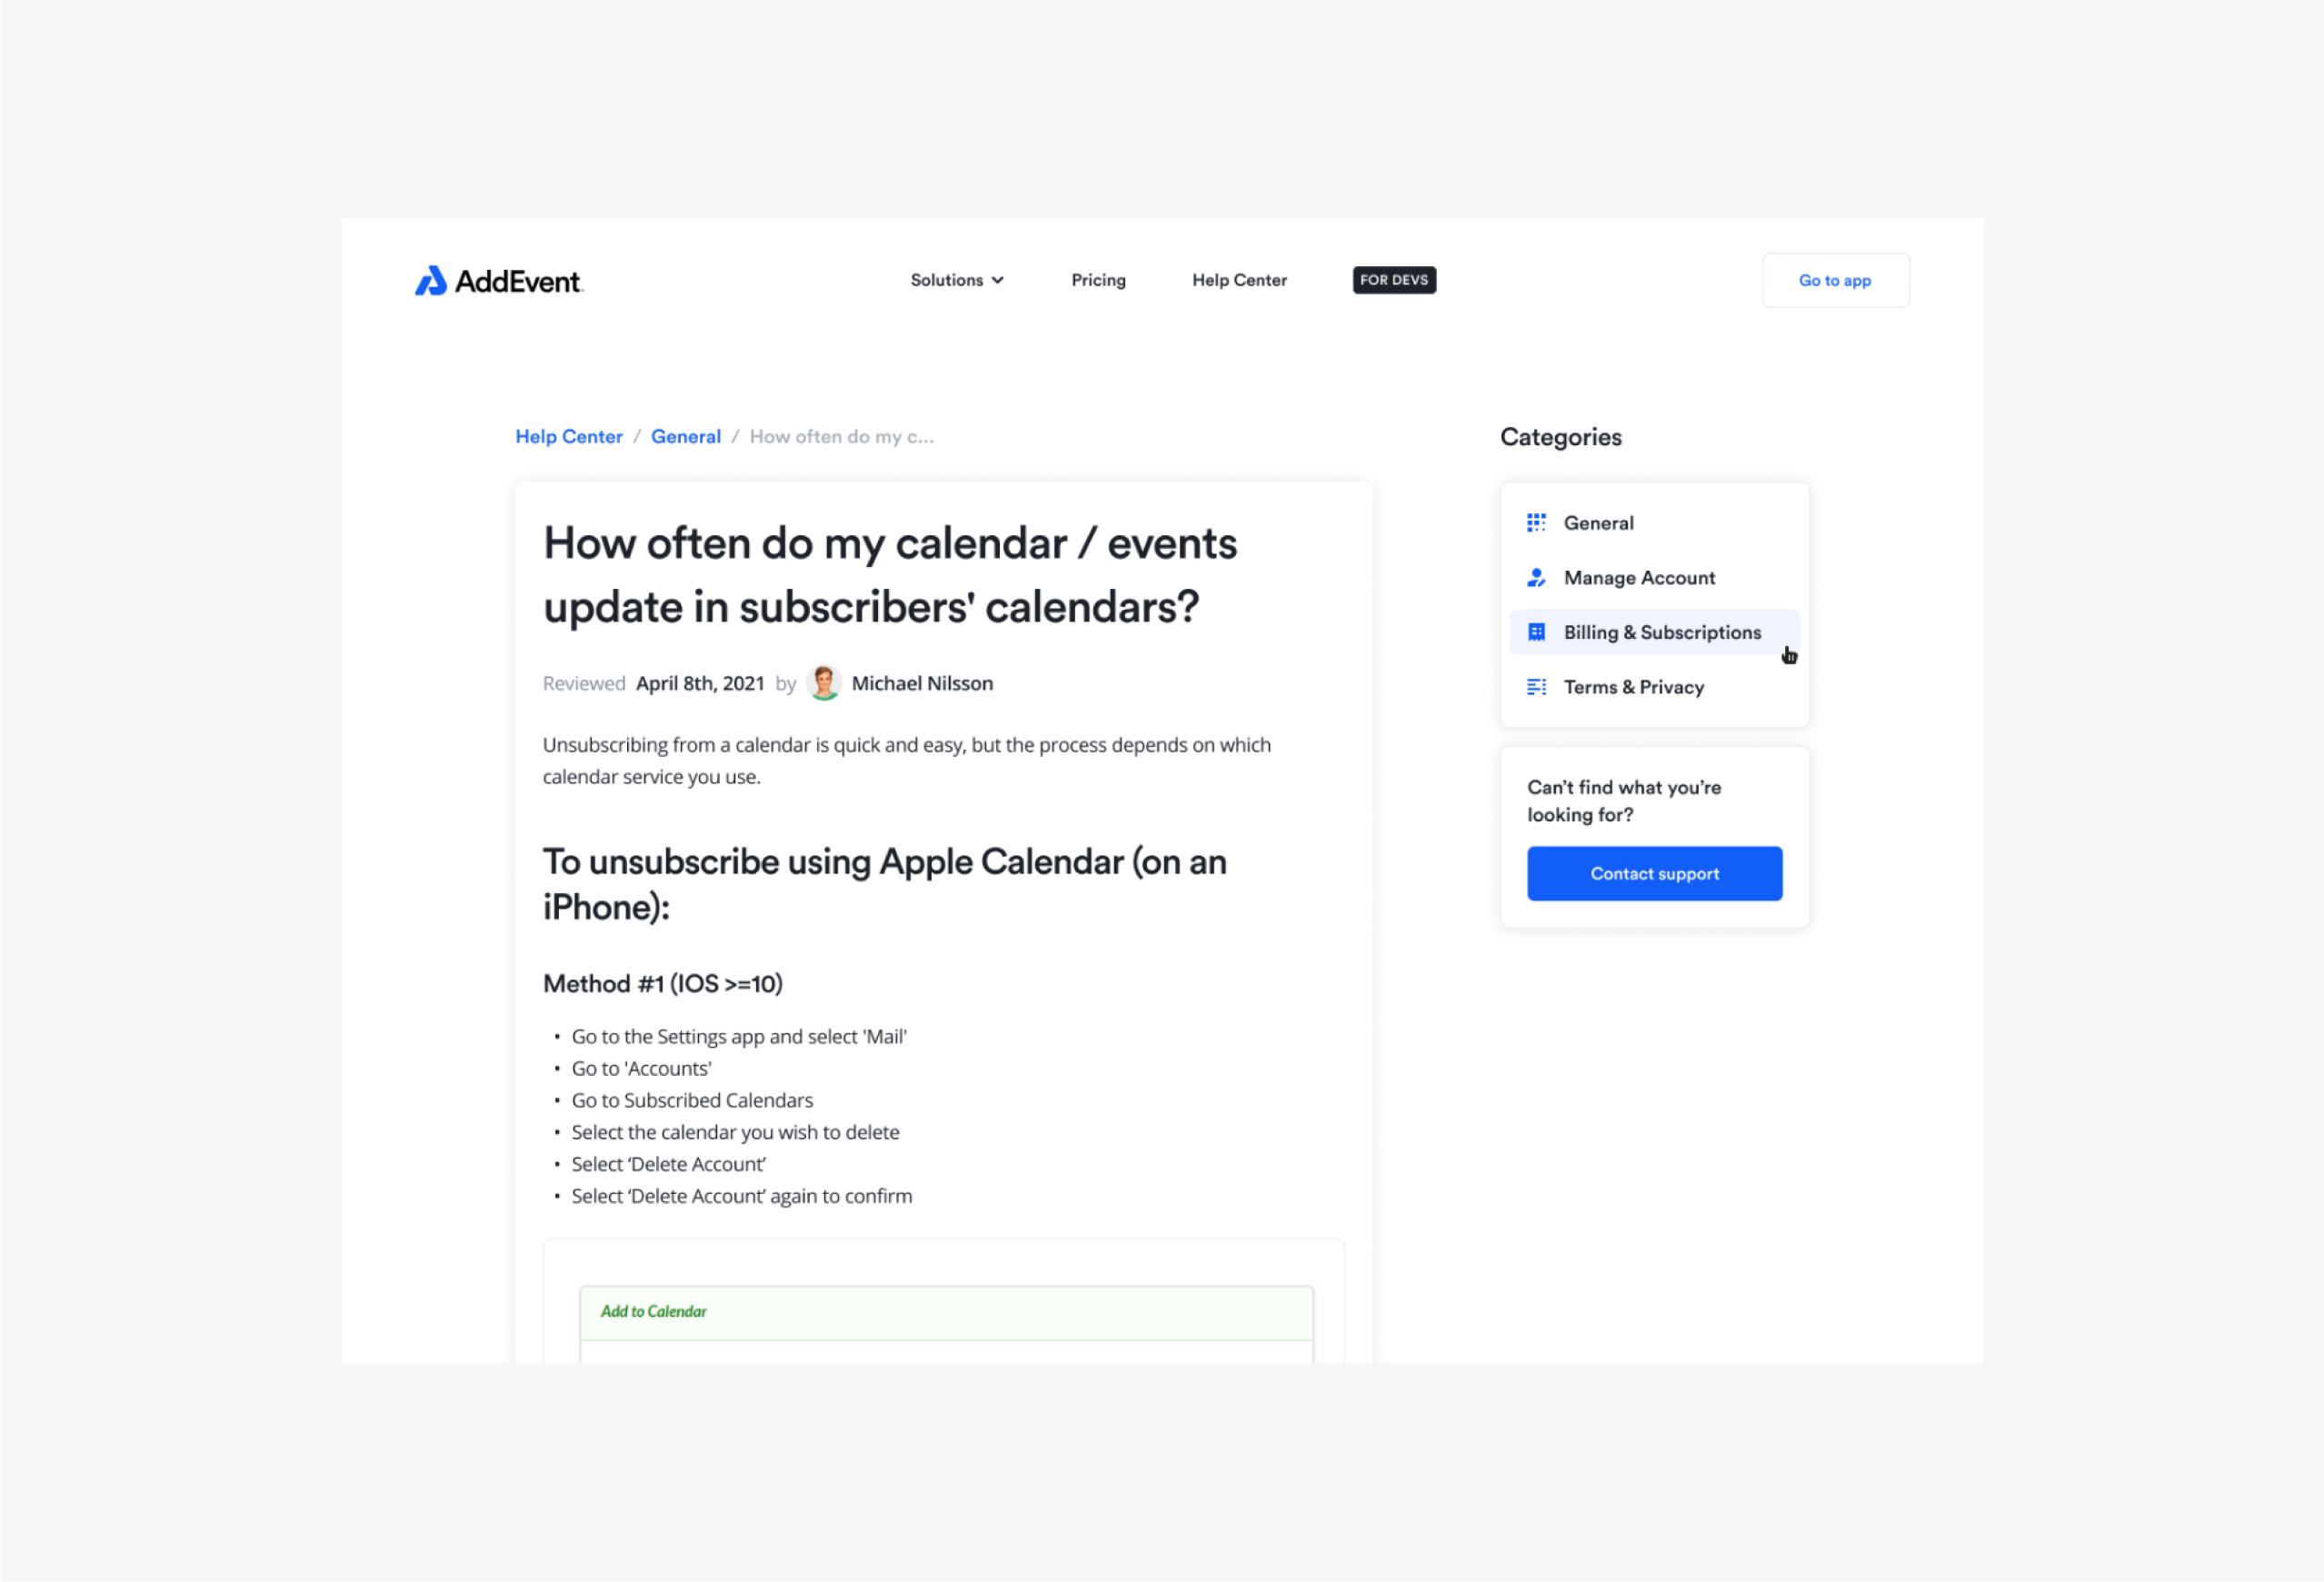 AddEvent
Solutions
Pricing
Help Center
FOR DEVS
Go to app
Help Center / General / How often do my c...
How often do my calendar / events
update in subscribers' calendars?
Reviewed April 8th, 2021 by Michael Nilsson
Unsubscribing from a calendar is quick and easy, but the process depends on which
calendar service you use.
To unsubscribe using Apple Calendar (on an
iPhone):
Method #1 (IOS >=10)
• Go to the Settings app and select 'Mail'
• Go to 'Accounts'
• Go to Subscribed Calendars
• Select the calendar you wish to delete
• Select ‘Delete Account’
• Select ‘Delete Account’ again to confirm
Add to Calendar
Categories
General
Manage Account
Billing & Subscriptions
Terms & Privacy
Can’t find what you’re
looking for?
Contact support